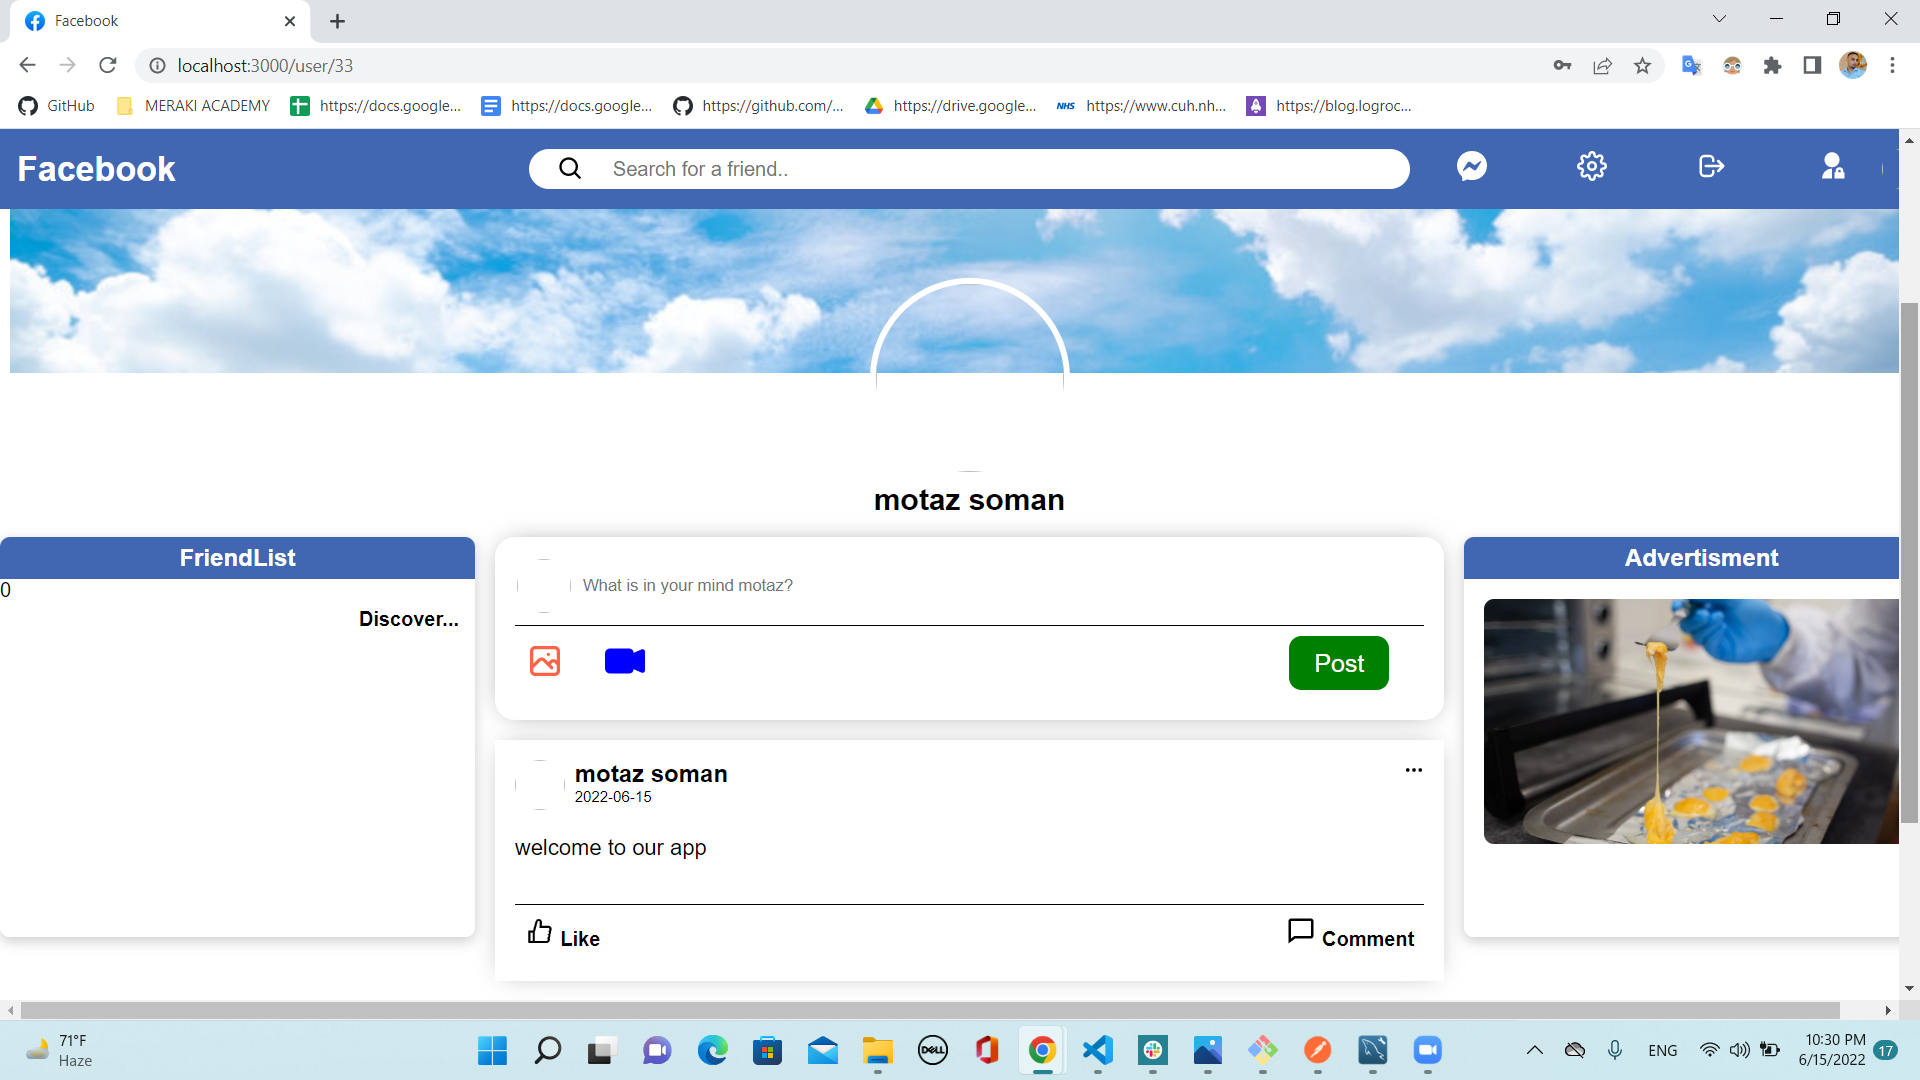 Facebook
localhost:3000/user/33
GitHub MERAKI ACADEMY https://docs.google... https://docs.google... https://github.com/... https://drive.google... NHS https://www.cuh.nh... https://blog.logroc...
Facebook Search for a friend..
motaz soman
FriendList
0
Discover...
What is in your mind motaz?
Post
motaz soman
2022-06-15
...
welcome to our app
Like Comment
Advertisment
71°F
Haze
DELL
ENG
10:30 PM
6/15/2022
17